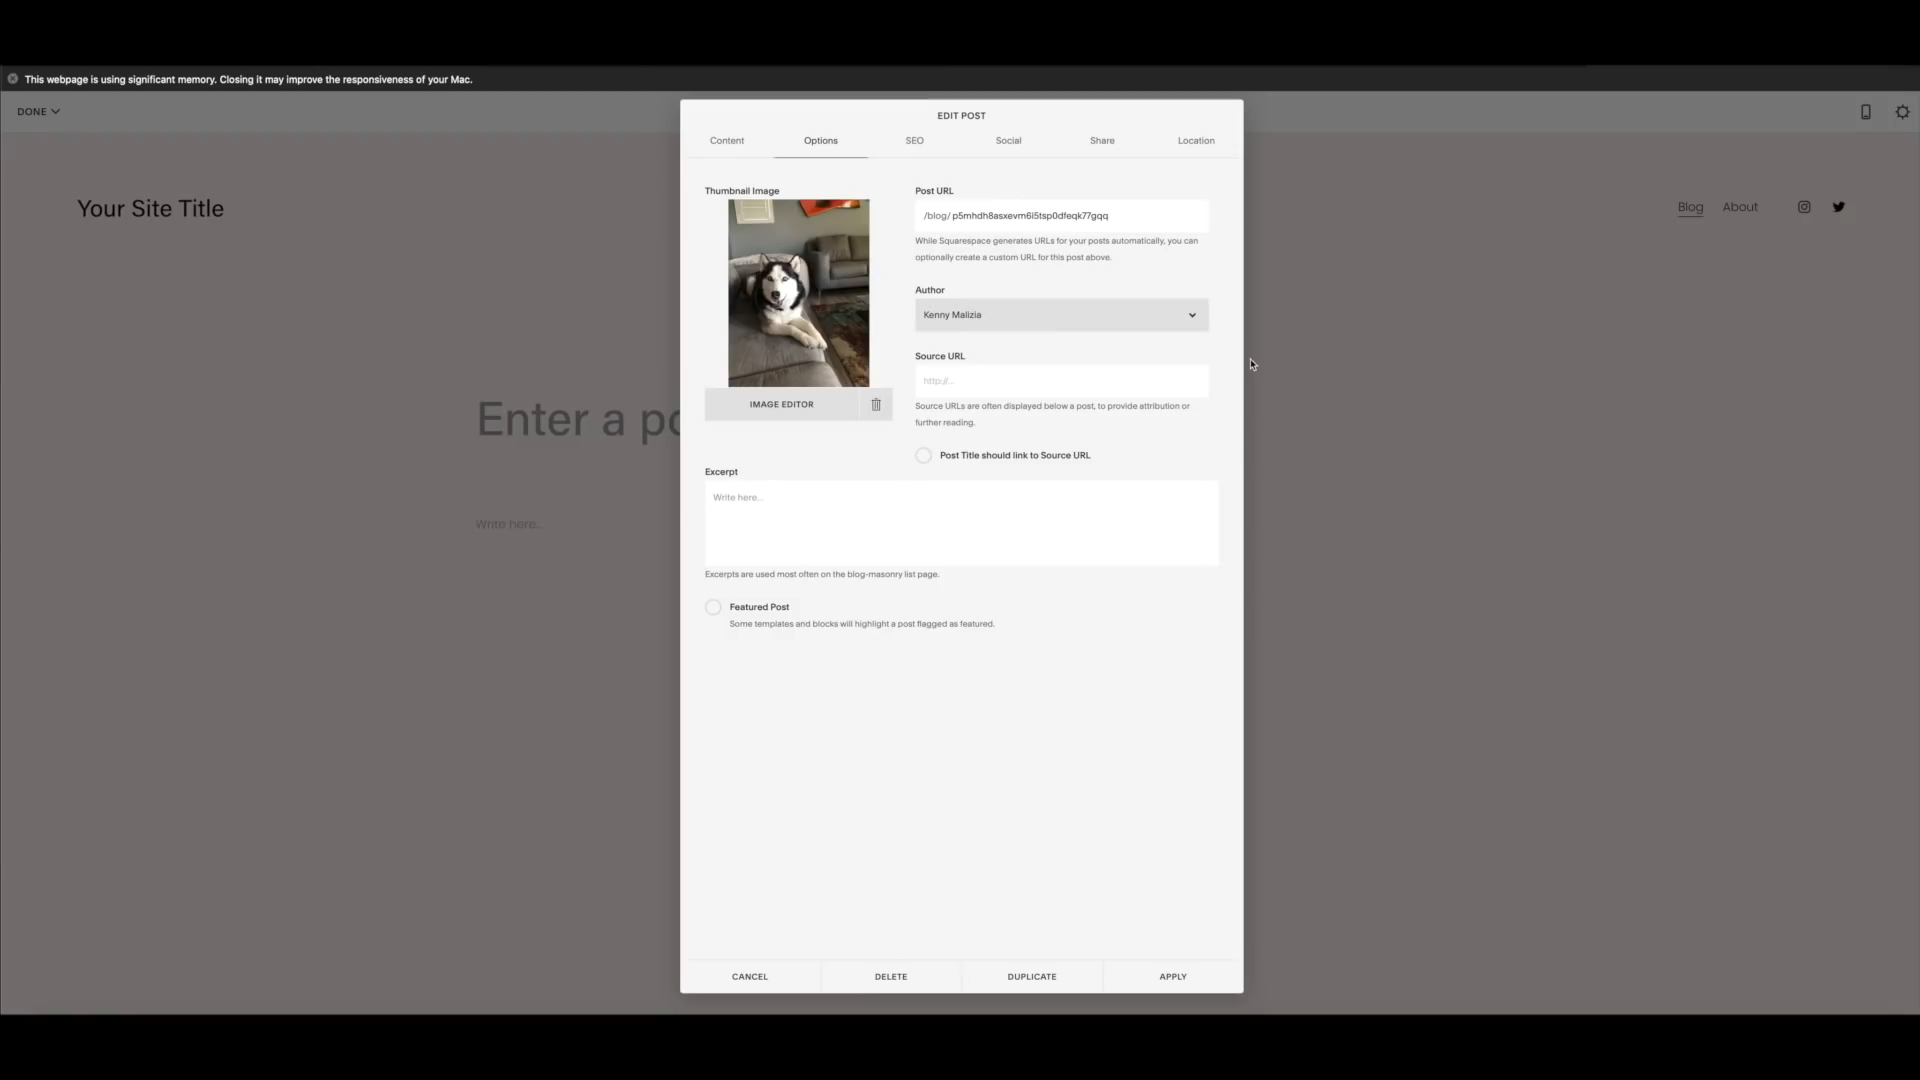 This webpage is using significant memory. Closing it may improve the responsiveness of your Mac.
DONE
EDIT POST
Content
Options
SEO
Social
Share
Location
Your Site Title
Blog
About
Thumbnail Image
IMAGE EDITOR
Post URL
/blog/ p5mhdh8asxevm6i5tsp0dfeqk77gqq
While Squarespace generates URLs for your posts automatically, you can
optionally create a custom URL for this post above.
Author
Kenny Malizia
Source URL
http://...
Source URLs are often displayed below a post, to provide attribution or
further reading.
Post Title should link to Source URL
Enter a po
Write here...
Excerpt
Write here...
Excerpts are used most often on the blog-masonry list page.
Featured Post
Some templates and blocks will highlight a post flagged as featured.
CANCEL
DELETE
DUPLICATE
APPLY